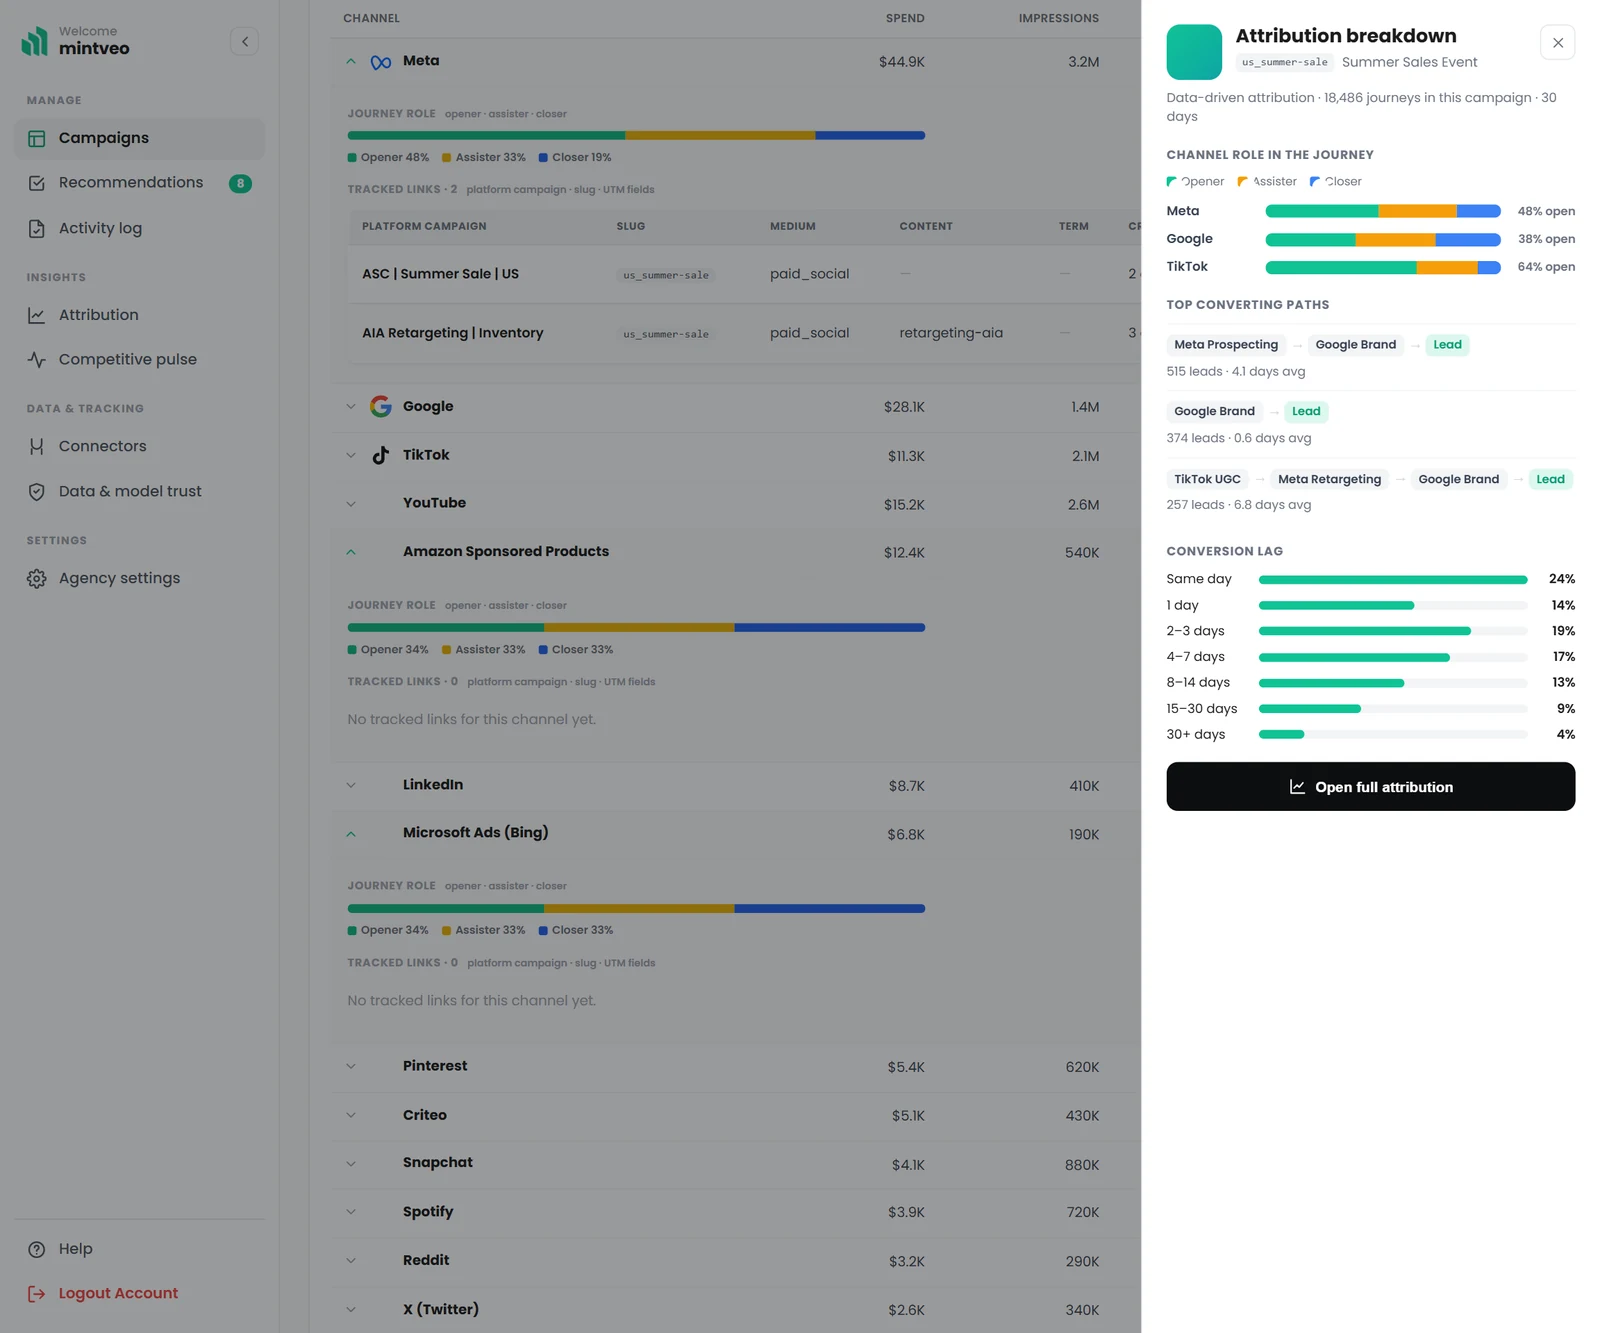 Welcome
mintveo
MANAGE
Campaigns
Recommendations 8
Activity log
INSIGHTS
Attribution
Competitive pulse
DATA & TRACKING
Connectors
Data & model trust
SETTINGS
Agency settings
Help
Logout Account
CHANNEL SPEND IMPRESSIONS
Meta $44.9K 3.2M
JOURNEY ROLE opener · assister · closer
Opener 48% Assister 33% Closer 19%
TRACKED LINKS · 2 platform campaign · slug · UTM fields
PLATFORM CAMPAIGN SLUG MEDIUM CONTENT TERM
ASC | Summer Sale | US us_summer-sale paid_social — — 2
AIA Retargeting | Inventory us_summer-sale paid_social retargeting-aia — 3
Google $28.1K 1.4M
TikTok $11.3K 2.1M
YouTube $15.2K 2.6M
Amazon Sponsored Products $12.4K 540K
JOURNEY ROLE opener · assister · closer
Opener 34% Assister 33% Closer 33%
TRACKED LINKS · 0 platform campaign · slug · UTM fields
No tracked links for this channel yet.
LinkedIn $8.7K 410K
Microsoft Ads (Bing) $6.8K 190K
JOURNEY ROLE opener · assister · closer
Opener 34% Assister 33% Closer 33%
TRACKED LINKS · 0 platform campaign · slug · UTM fields
No tracked links for this channel yet.
Pinterest $5.4K 620K
Criteo $5.1K 430K
Snapchat $4.1K 880K
Spotify $3.9K 720K
Reddit $3.2K 290K
X (Twitter) $2.6K 340K
Attribution breakdown
us_summer-sale Summer Sales Event
Data-driven attribution · 18,486 journeys in this campaign · 30
days
CHANNEL ROLE IN THE JOURNEY
Opener Assister Closer
Meta 48% open
Google 38% open
TikTok 64% open
TOP CONVERTING PATHS
Meta Prospecting → Google Brand → Lead
515 leads · 4.1 days avg
Google Brand → Lead
374 leads · 0.6 days avg
TikTok UGC → Meta Retargeting → Google Brand → Lead
257 leads · 6.8 days avg
CONVERSION LAG
Same day 24%
1 day 14%
2–3 days 19%
4–7 days 17%
8–14 days 13%
15–30 days 9%
30+ days 4%
Open full attribution